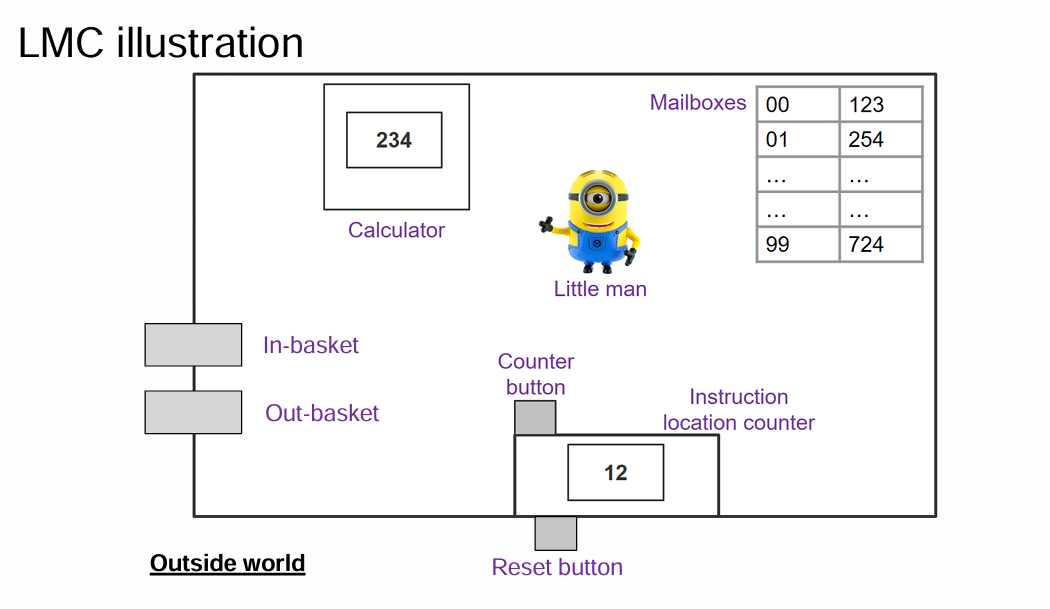 LMC illustration
Mailboxes
00 123
01 254
... ...
... ...
99 724
234
Calculator
Little man
In-basket
Out-basket
Counter
button
Instruction
location counter
12
Reset button
Outside world